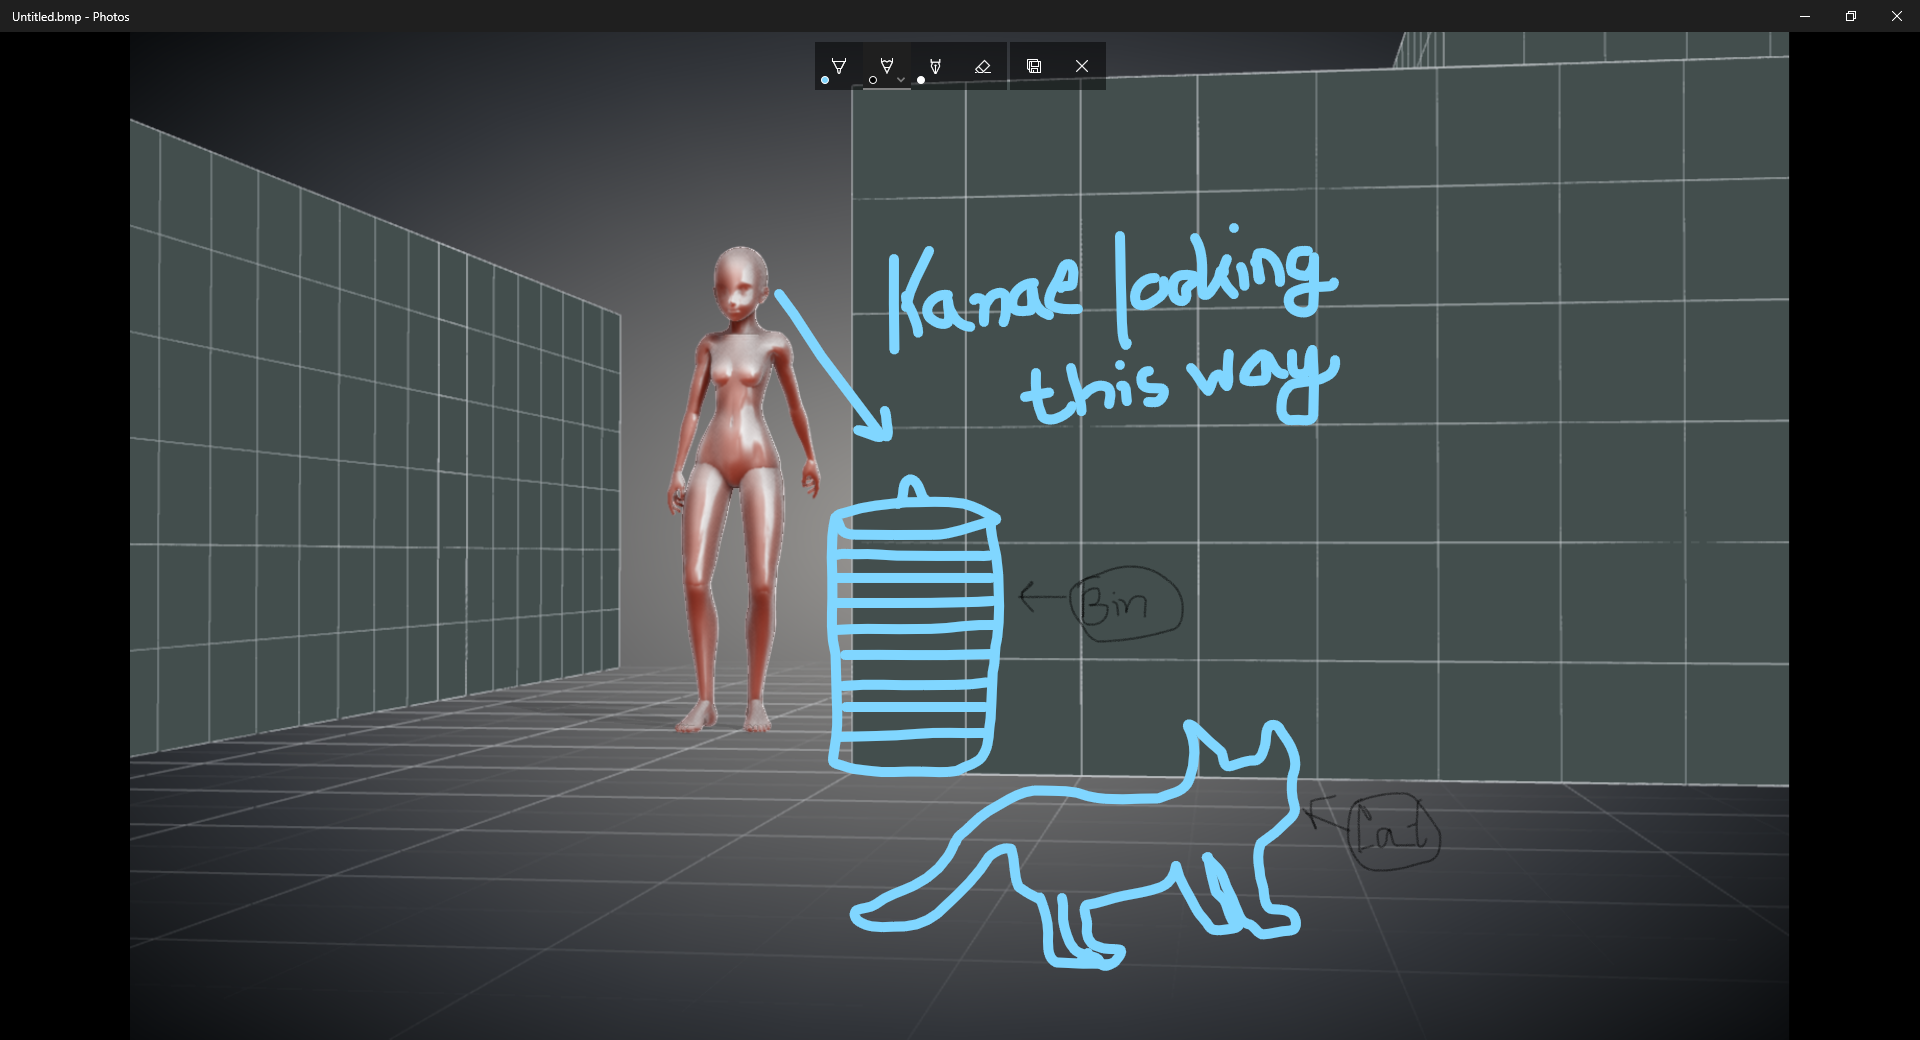 Untitled.bmp - Photos
Kanae looking
this way
Bin
Cat